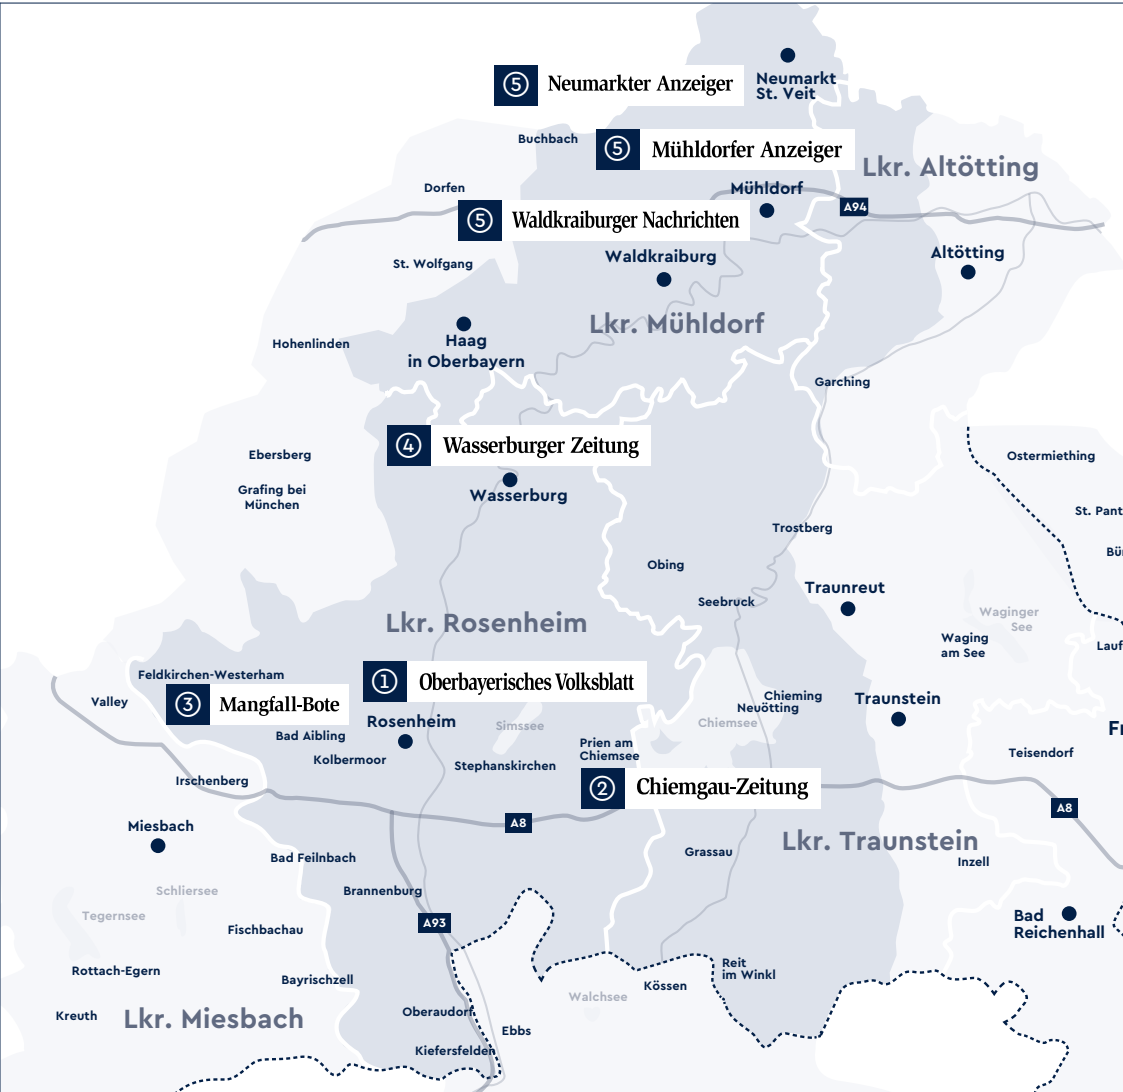 ⑤ Neumarkter Anzeiger
Neumarkt
St. Veit
Buchbach
⑤ Mühldorfer Anzeiger
Lkr. Altötting
Dorfen
Mühldorf
A94
⑤ Waldkraiburger Nachrichten
Altötting
Waldkraiburg
St. Wolfgang
Lkr. Mühldorf
Haag
in Oberbayern
Hohenlinden
Garching
④ Wasserburger Zeitung
Ebersberg
Ostermiething
Grafing bei
München
Wasserburg
St. Pant
Trostberg
Bü
Obing
Traunreut
Seebruck
Waginger
See
Lkr. Rosenheim
Waging
am See
Lauf
Feldkirchen-Westerham
① Oberbayerisches Volksblatt
Valley
③ Mangfall-Bote
Chieming
Neuötting
Traunstein
Rosenheim
Simssee
Chiemsee
Fr
Bad Aibling
Prien am
Chiemsee
Teisendorf
Kolbermoor
Stephanskirchen
Irschenberg
② Chiemgau-Zeitung
A8
A8
Miesbach
Lkr. Traunstein
Grassau
Inzell
Bad Feilnbach
Schliersee
Brannenburg
Tegernsee
A93
Bad
Reichenhall
Fischbachau
Reit
im Winkl
Rottach-Egern
Bayrischzell
Kössen
Walchsee
Kreuth
Lkr. Miesbach
Oberaudorf
Ebbs
Kiefersfelden